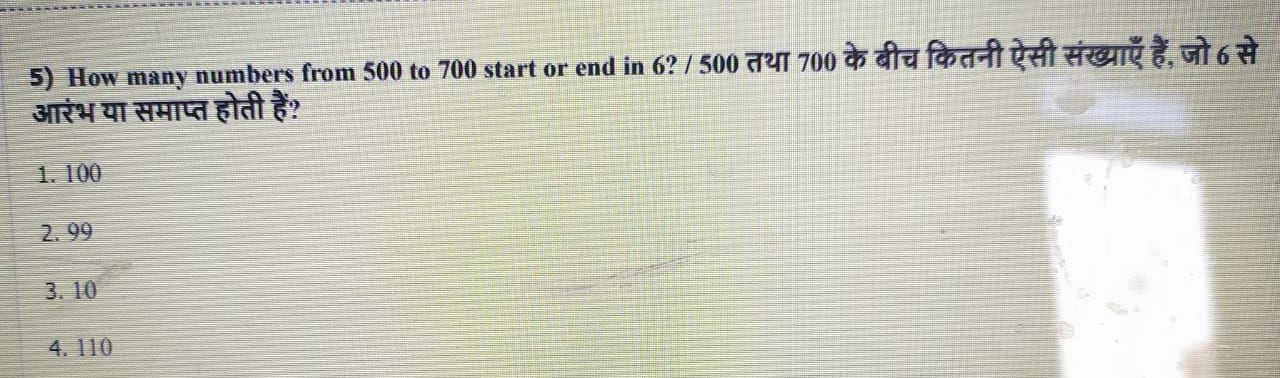 5) How many numbers from 500 to 700 start or end in 6? / 500 तथा 700 के बीच कितनी ऐसी संख्याएँ हैं, जो 6 से
आरंभ या समाप्त होती हैं?
1. 100
2. 99
3. 10
4. 110